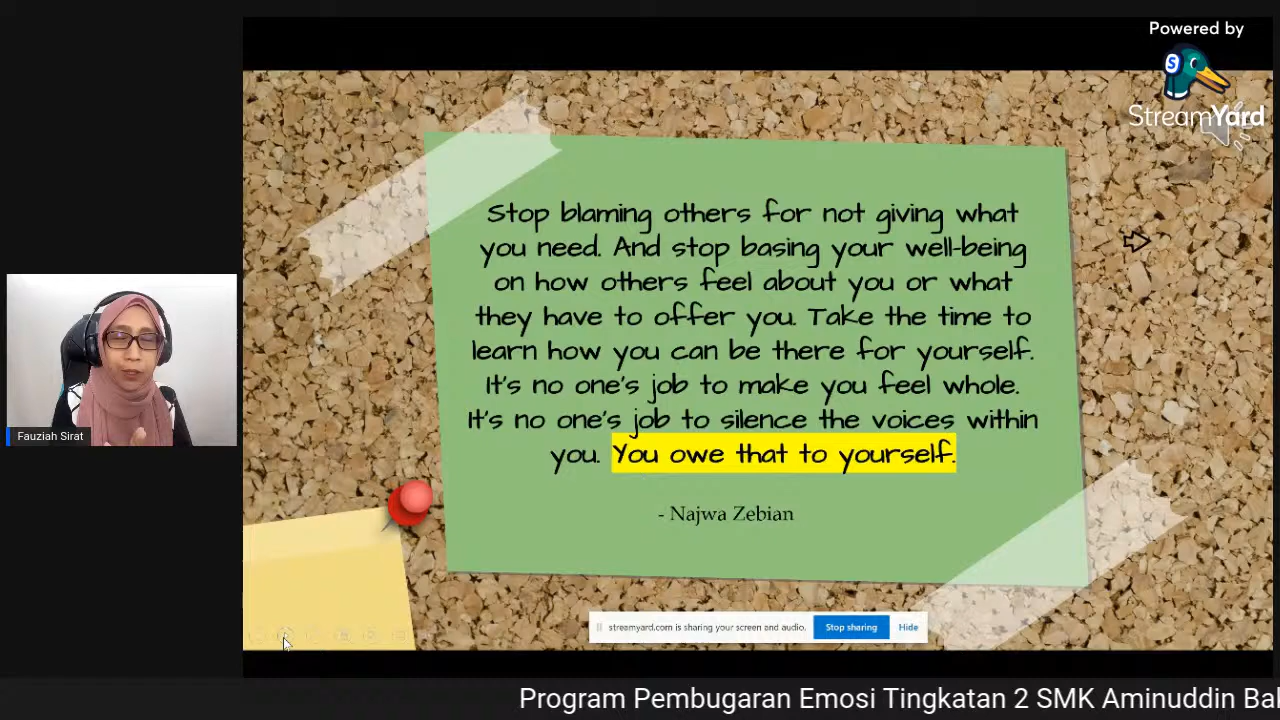 Powered by
StreamYard
Stop blaming others for not giving what
you need. And stop basing your well-being
on how others feel about you or what
they have to offer you. Take the time to
learn how you can be there for yourself.
It's no one's job to make you feel whole.
It's no one's job to silence the voices within
you. You owe that to yourself.
- Najwa Zebian
Fauziah Sirat
streamyard.com is sharing your screen and audio. Stop sharing Hide
Program Pembugaran Emosi Tingkatan 2 SMK Aminuddin Ba